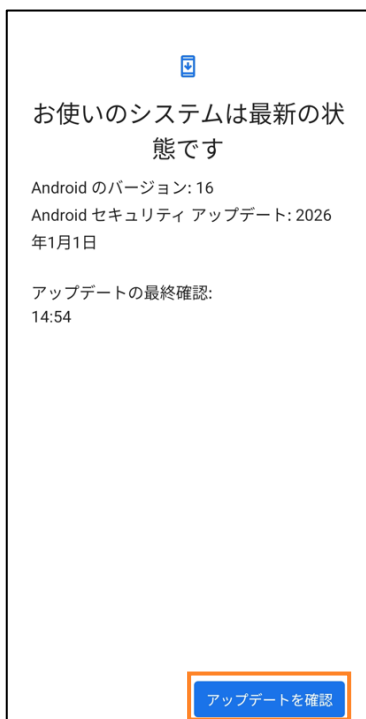 お使いのシステムは最新の状
態です
Android のバージョン: 16
Android セキュリティ アップデート: 2026
年1月1日
アップデートの最終確認:
14:54
アップデートを確認